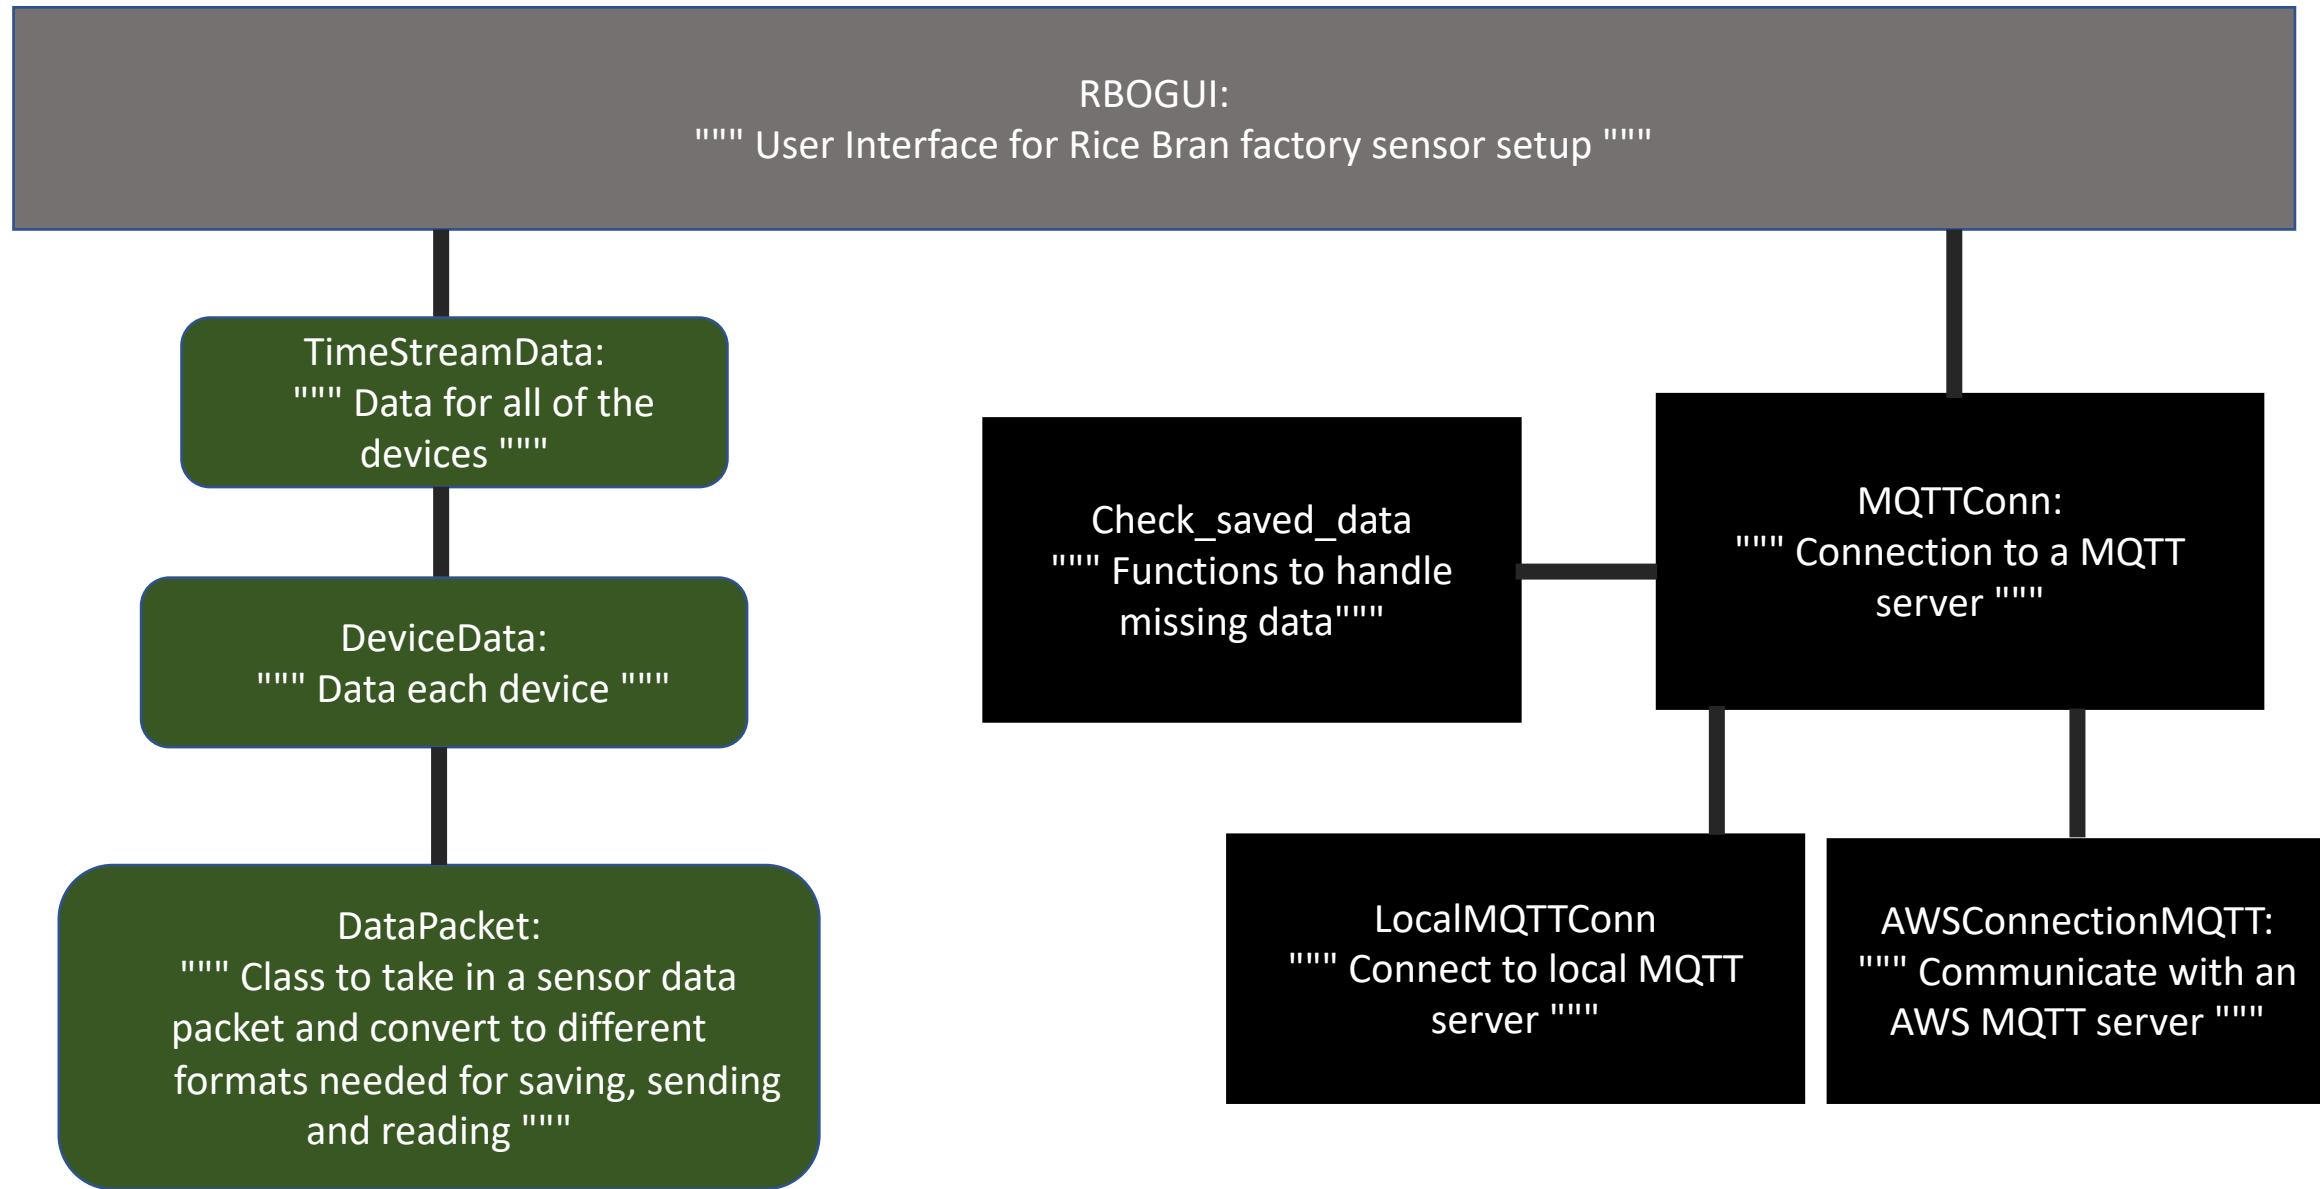 RBOGUI:
""" User Interface for Rice Bran factory sensor setup """
TimeStreamData:
""" Data for all of the
devices """
DeviceData:
""" Data each device """
DataPacket:
""" Class to take in a sensor data
packet and convert to different
formats needed for saving, sending
and reading """
Check_saved_data
""" Functions to handle
missing data"""
MQTTConn:
""" Connection to a MQTT
server """
LocalMQTTConn
""" Connect to local MQTT
server """
AWSConnectionMQTT:
""" Communicate with an
AWS MQTT server """